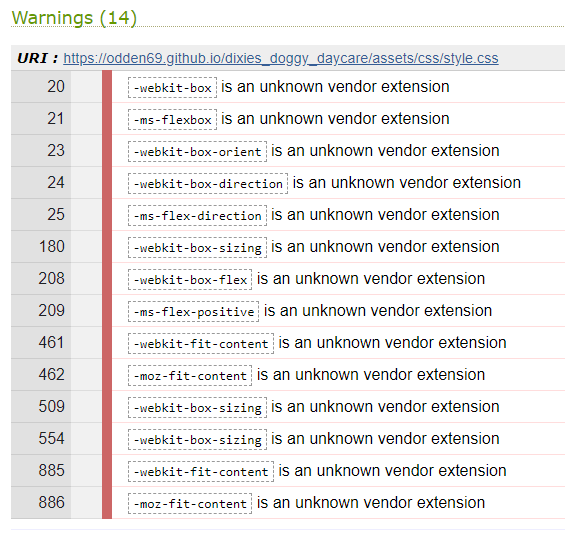 Warnings (14)
URI : https://odden69.github.io/dixies_doggy_daycare/assets/css/style.css
20 -webkit-box is an unknown vendor extension
21 -ms-flexbox is an unknown vendor extension
23 -webkit-box-orient is an unknown vendor extension
24 -webkit-box-direction is an unknown vendor extension
25 -ms-flex-direction is an unknown vendor extension
180 -webkit-box-sizing is an unknown vendor extension
208 -webkit-box-flex is an unknown vendor extension
209 -ms-flex-positive is an unknown vendor extension
461 -webkit-fit-content is an unknown vendor extension
462 -moz-fit-content is an unknown vendor extension
509 -webkit-box-sizing is an unknown vendor extension
554 -webkit-box-sizing is an unknown vendor extension
885 -webkit-fit-content is an unknown vendor extension
886 -moz-fit-content is an unknown vendor extension